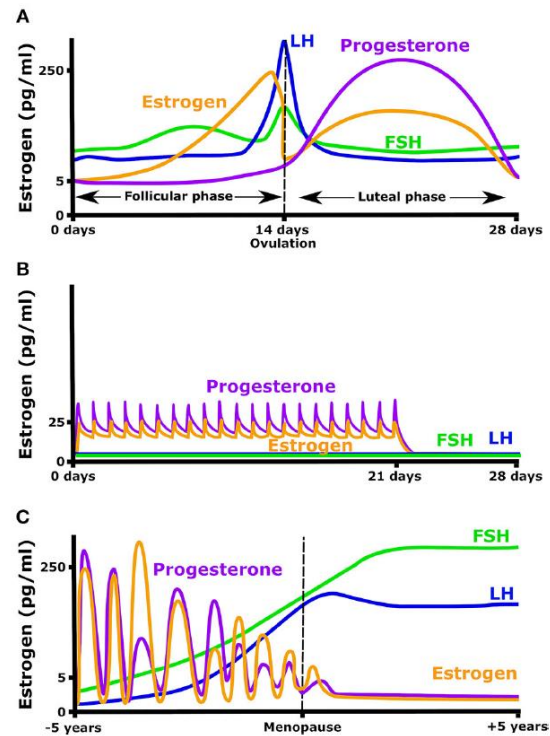 A
LH
Progesterone
250
Estrogen
FSH
Estrogen (pg/ml)
5
Follicular phase
Luteal phase
0
0 days
14 days
28 days
Ovulation
B
Estrogen (pg/ml)
Progesterone
25
Estrogen
FSH
LH
0
0 days
21 days
28 days
C
FSH
250
Progesterone
LH
Estrogen (pg/ml)
5
Estrogen
0
-5 years
Menopause
+5 years